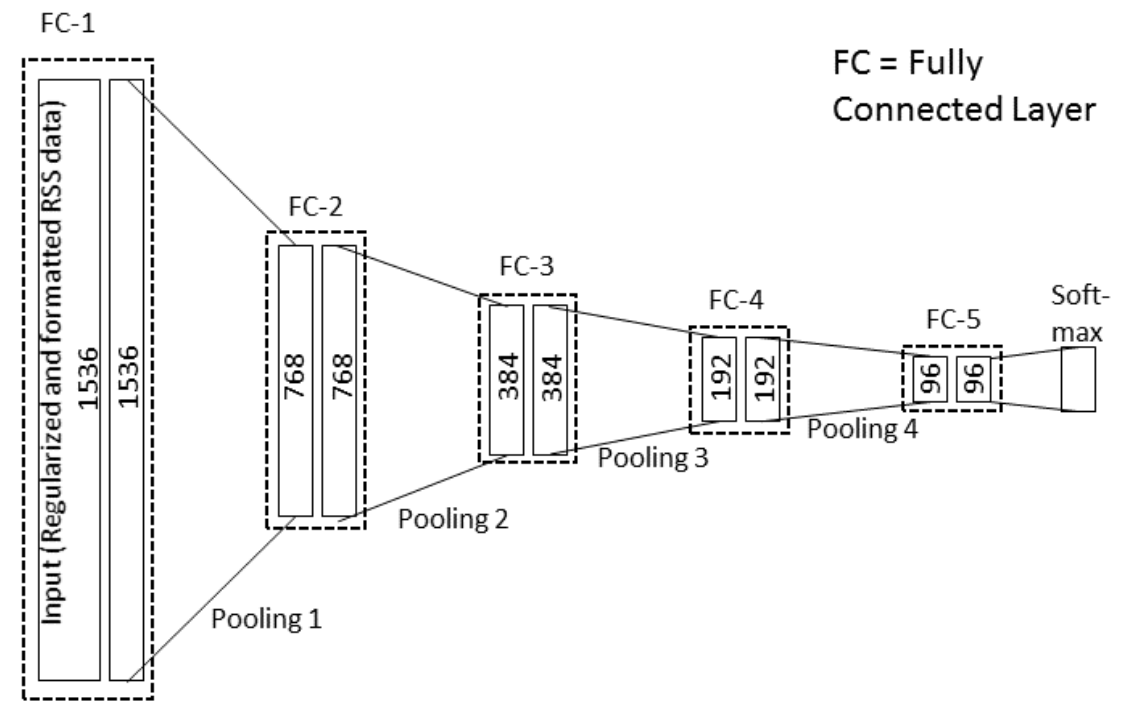 FC-1
FC = Fully
Connected Layer
Input (Regularized and formatted RSS data)
1536
1536
FC-2
768
768
FC-3
384
384
FC-4
192
192
FC-5
96
96
Soft-
max
Pooling 1
Pooling 2
Pooling 3
Pooling 4